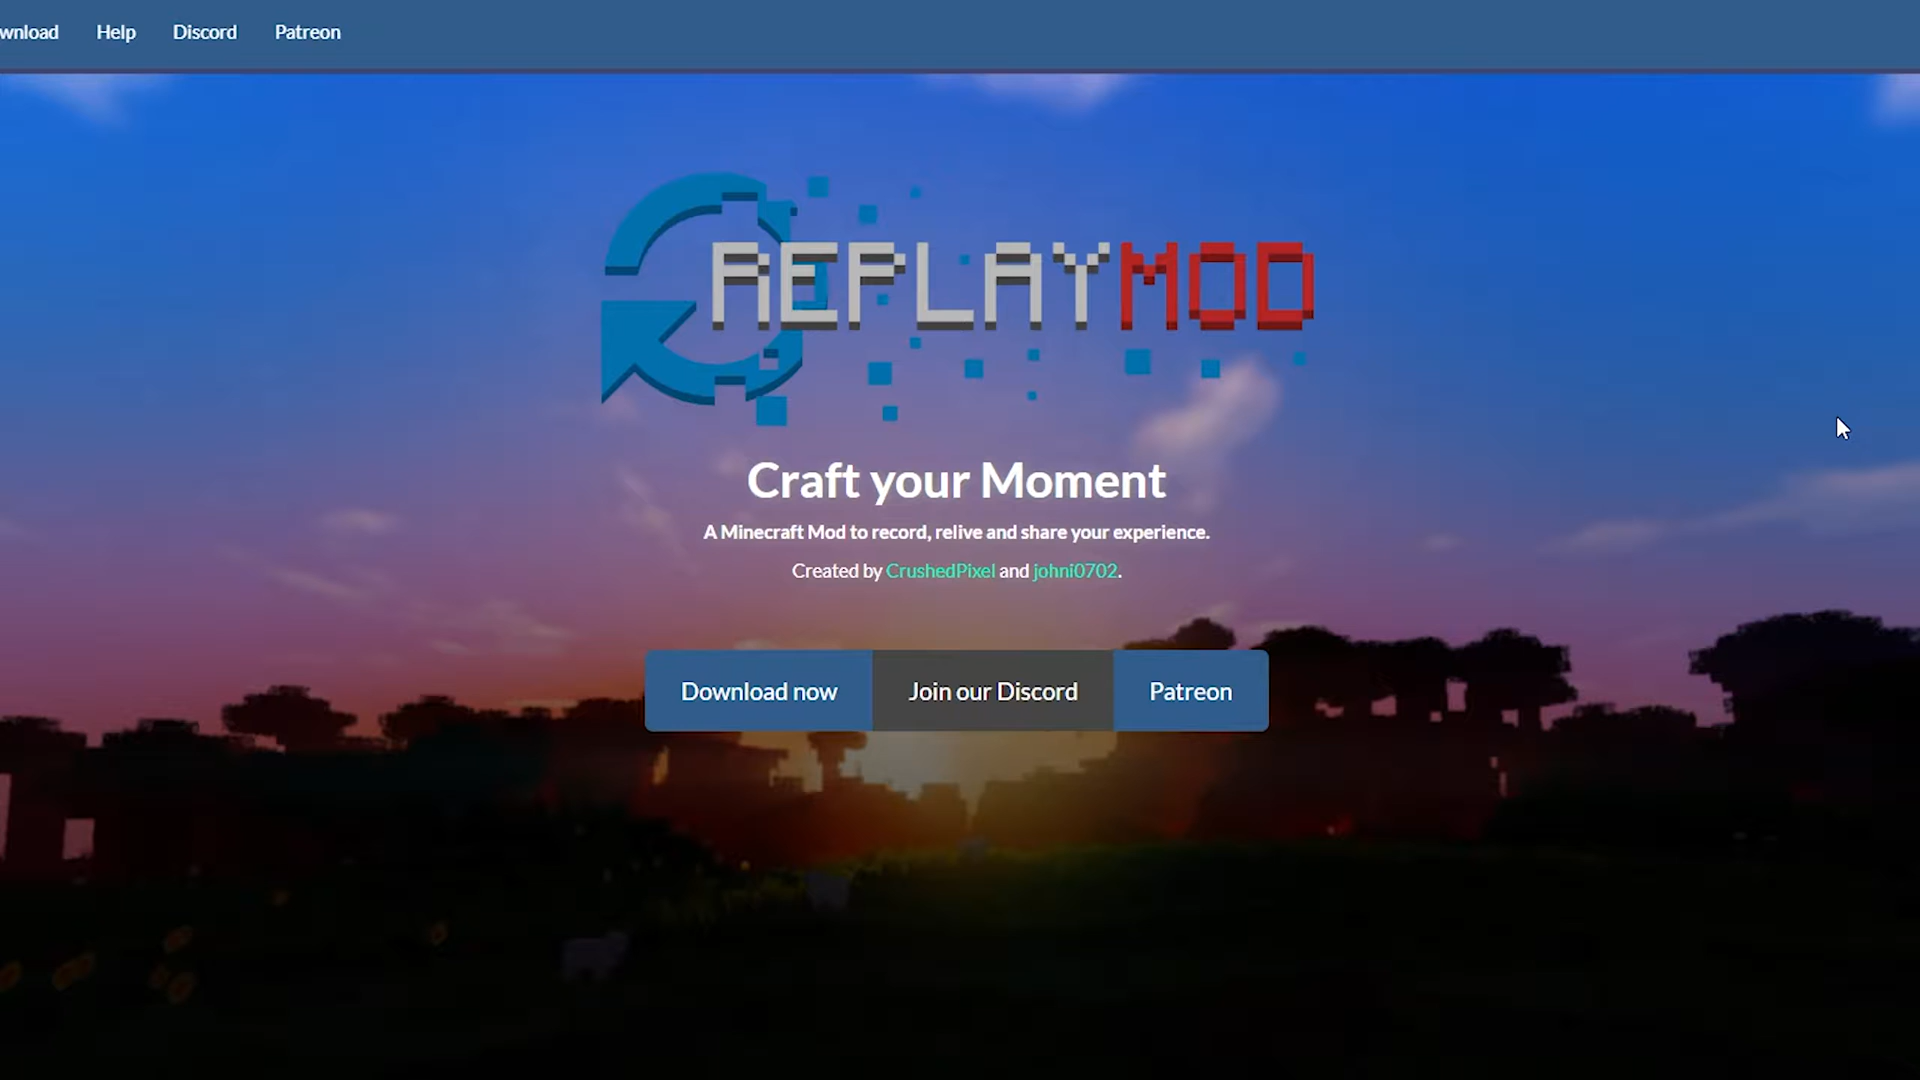 wnload Help Discord Patreon
REPLAYMOD
Craft your Moment
A Minecraft Mod to record, relive and share your experience.
Created by CrushedPixel and johni0702.
Download now Join our Discord Patreon